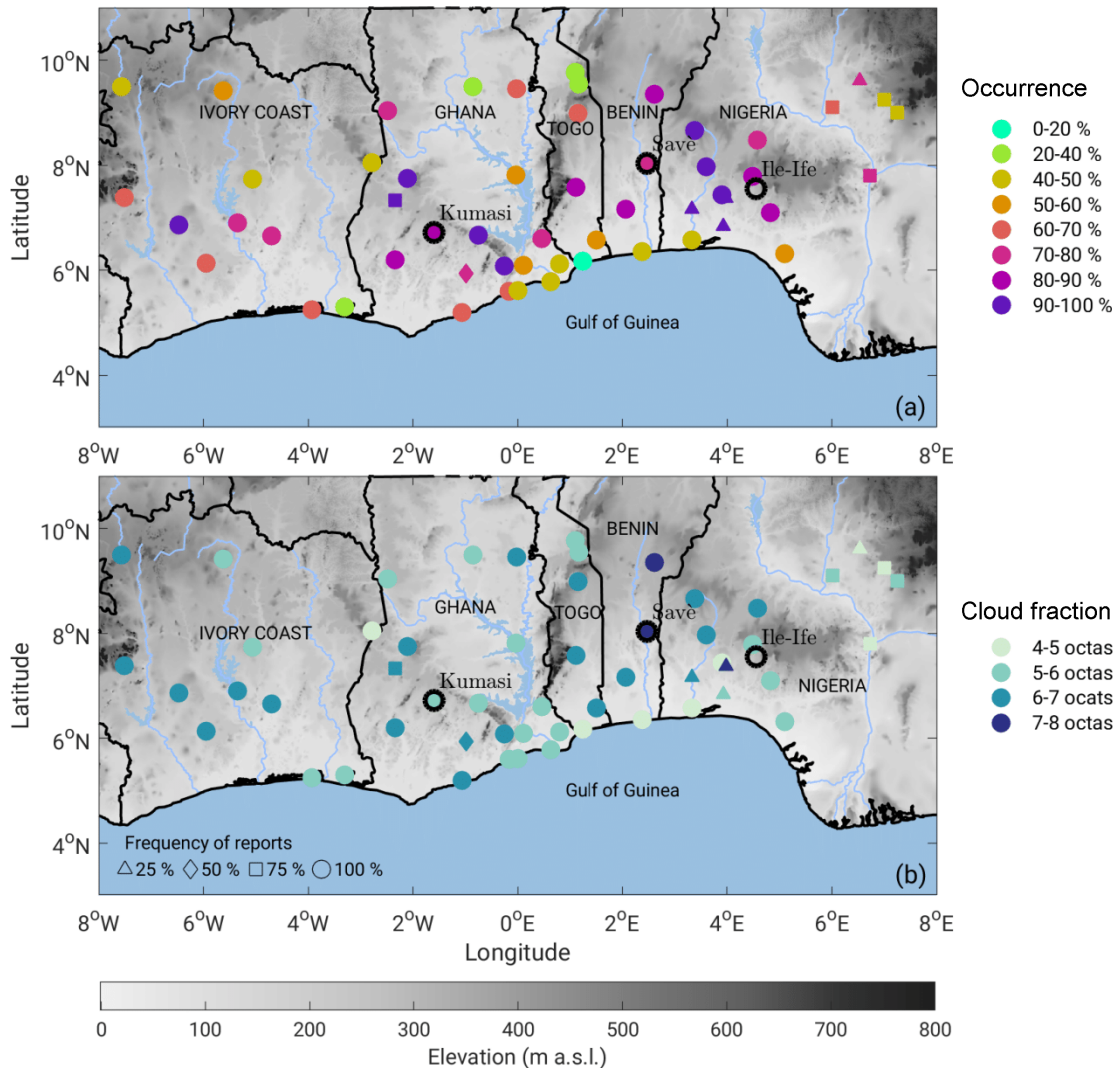 10°N
8°N
6°N
4°N
Latitude
IVORY COAST
GHANA
TOGO
BENIN
NIGERIA
Savè
Ile-Ife
Kumasi
Gulf of Guinea
(a)
8°W
6°W
4°W
2°W
0°E
2°E
4°E
6°E
8°E
Occurrence
0-20 %
20-40 %
40-50 %
50-60 %
60-70 %
70-80 %
80-90 %
90-100 %
10°N
8°N
6°N
4°N
Latitude
BENIN
Savè
GHANA
TOGO
IVORY COAST
Ile-Ife
Kumasi
NIGERIA
Gulf of Guinea
Frequency of reports
25 %
50 %
75 %
100 %
(b)
8°W
6°W
4°W
2°W
0°E
2°E
4°E
6°E
8°E
Longitude
Cloud fraction
4-5 octas
5-6 octas
6-7 ocats
7-8 octas
0
100
200
300
400
500
600
700
800
Elevation (m a.s.l.)